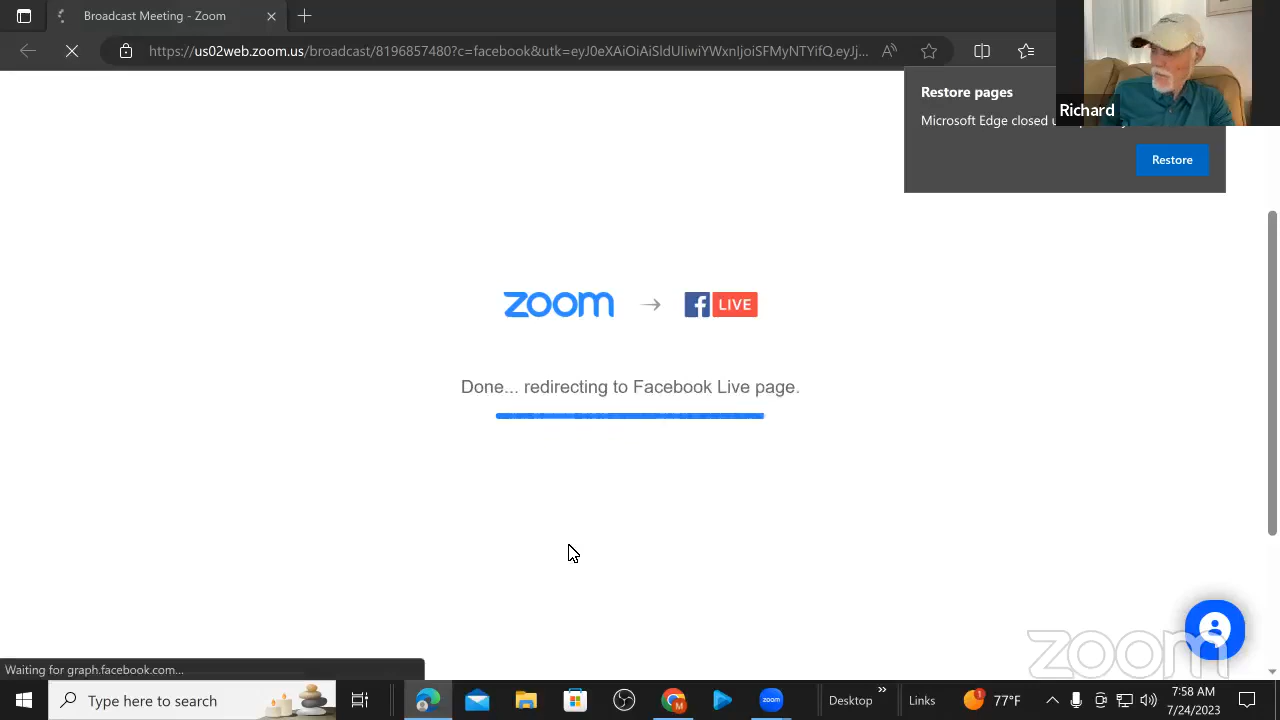 Broadcast Meeting - Zoom
https://us02web.zoom.us/broadcast/8196857480?c=facebook&utk=eyJ0eXAiOiAiSldUIiwiYWxnIjoiSFMyNTYifQ.eyJj...
Restore pages
Microsoft Edge closed
Restore
Richard
zoom → f LIVE
Done... redirecting to Facebook Live page.
zoom
Waiting for graph.facebook.com...
Type here to search
zoom
Desktop
Links
1
77°F
7:58 AM
7/24/2023